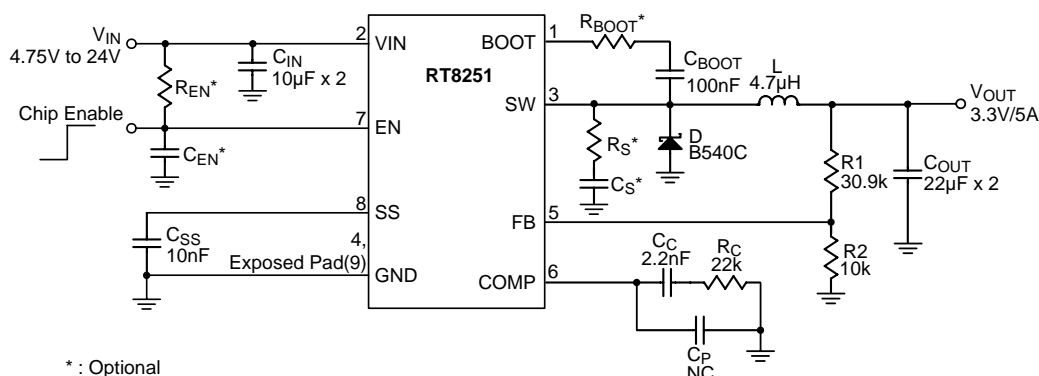 VIN
4.75V to 24V
REN*
Chip Enable
CEN*
CIN
10µF x 2
CSS
10nF
4,
Exposed Pad(9)
2
VIN
7
EN
8
SS
GND
RT8251
BOOT
1
SW
3
FB
5
COMP
6
RBOOT*
CBOOT
100nF
L
4.7µH
RS*
CS*
D
B540C
R1
30.9k
R2
10k
COUT
22µF x 2
VOUT
3.3V/5A
CC
2.2nF
RC
22k
CP
NC
* : Optional